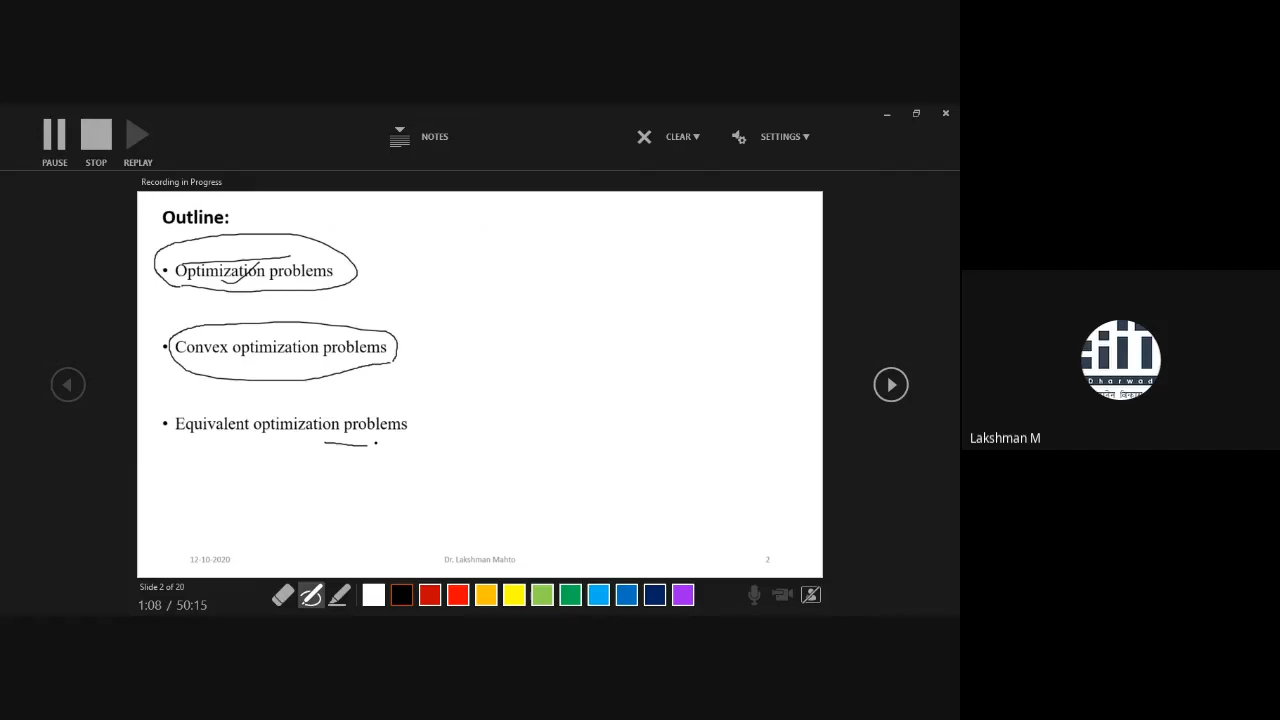 NOTES
CLEAR
SETTINGS
PAUSE STOP REPLAY
Recording in Progress
Outline:
• Optimization problems
• Convex optimization problems
• Equivalent optimization problems
12-10-2020 Dr. Lakshman Mahto 2
Slide 2 of 20
1:08 / 50:15
Dharwad
Lakshman M